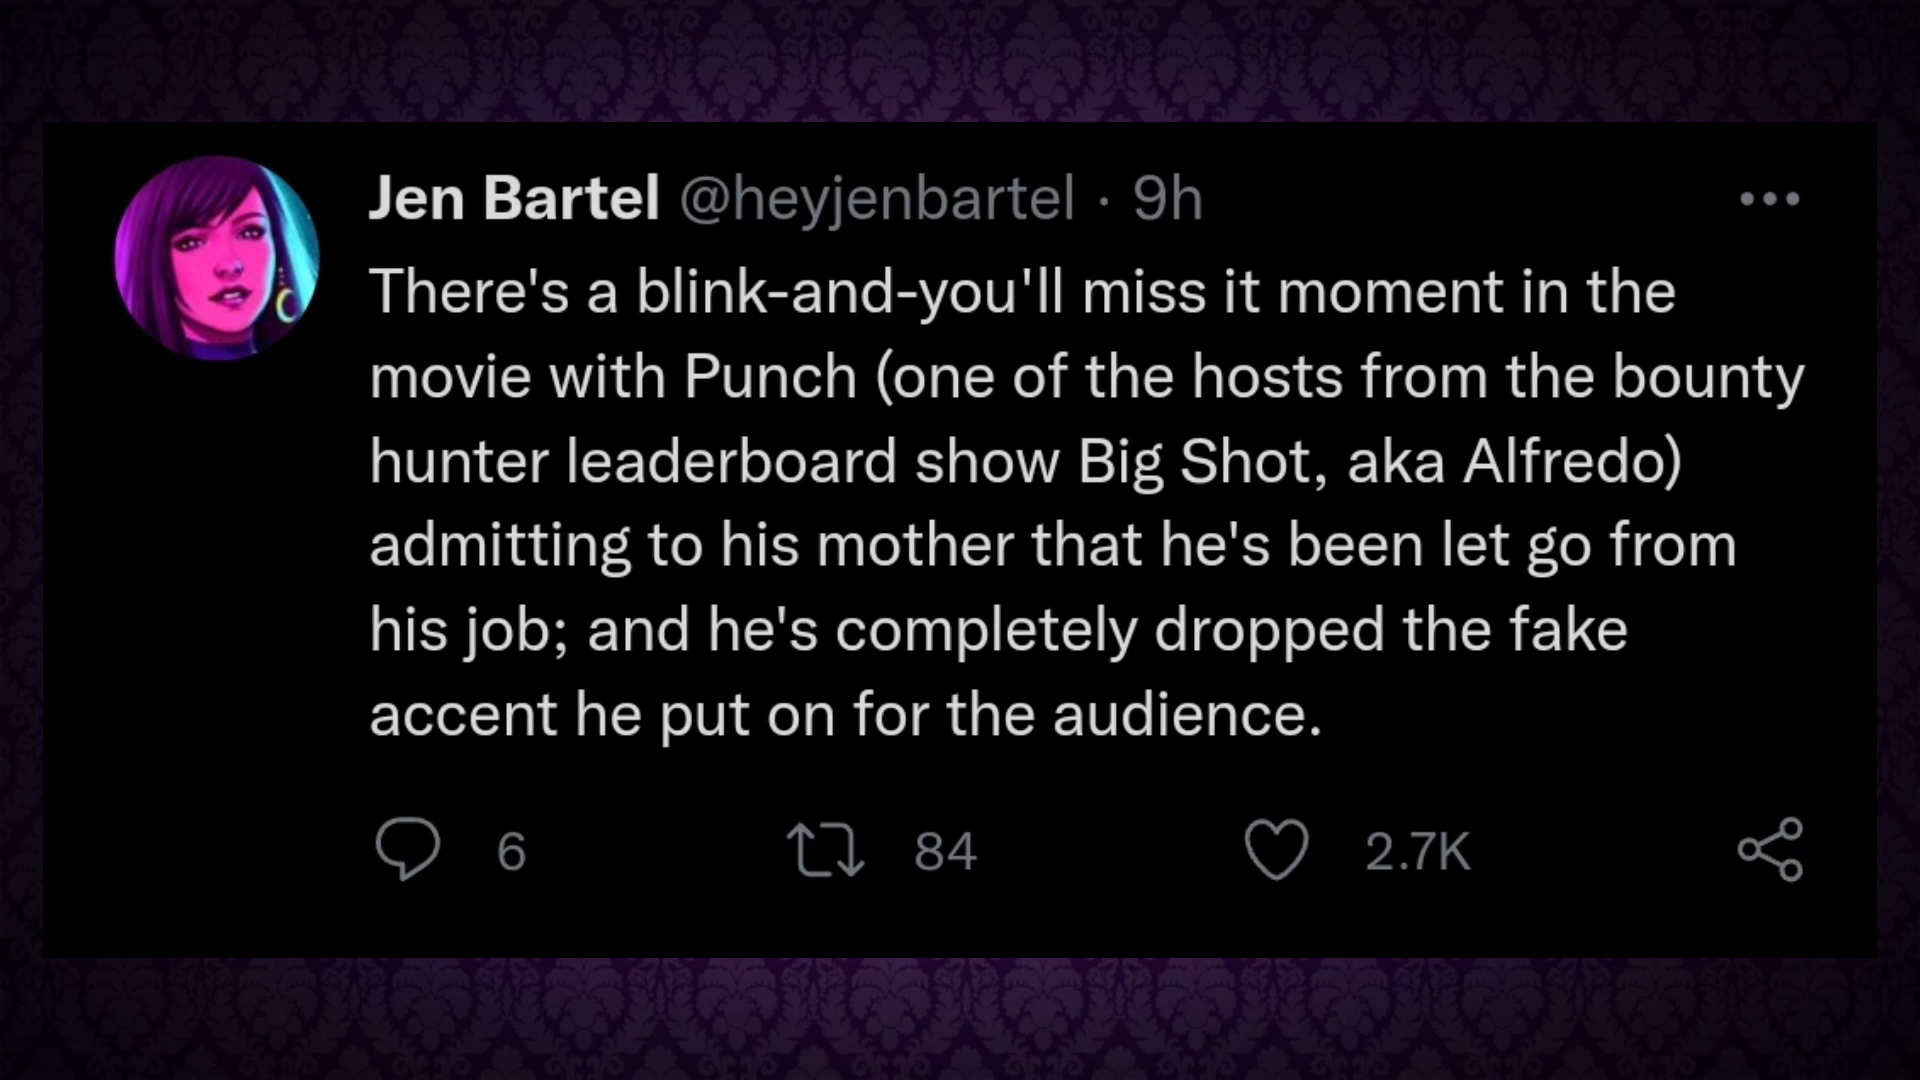 Jen Bartel @heyjenbartel · 9h
There's a blink-and-you'll miss it moment in the
movie with Punch (one of the hosts from the bounty
hunter leaderboard show Big Shot, aka Alfredo)
admitting to his mother that he's been let go from
his job; and he's completely dropped the fake
accent he put on for the audience.
6 84 2.7K